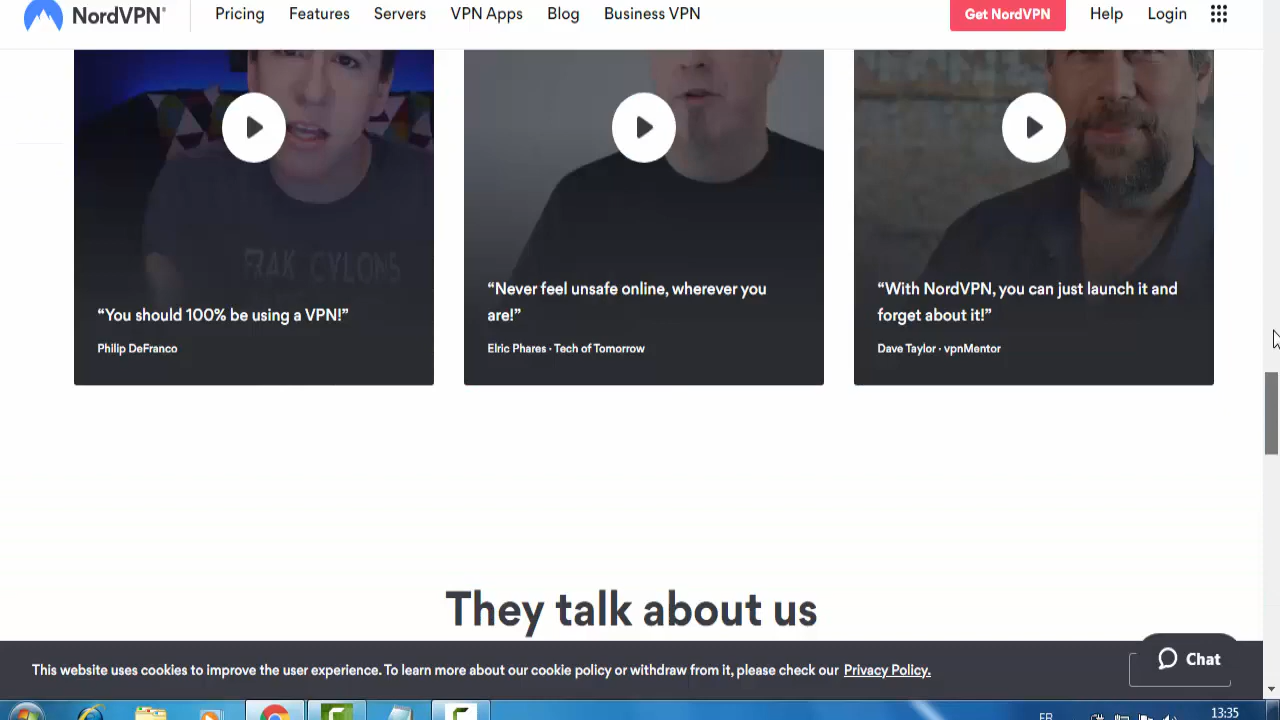 NordVPN®
Pricing Features Servers VPN Apps Blog Business VPN
Get NordVPN
Help Login
FRAK CYLONS
“You should 100% be using a VPN!”
Philip DeFranco
“Never feel unsafe online, wherever you
are!”
Elric Phares · Tech of Tomorrow
“With NordVPN, you can just launch it and
forget about it!”
Dave Taylor · vpnMentor
They talk about us
This website uses cookies to improve the user experience. To learn more about our cookie policy or withdraw from it, please check our Privacy Policy.
Chat
FR
13:35